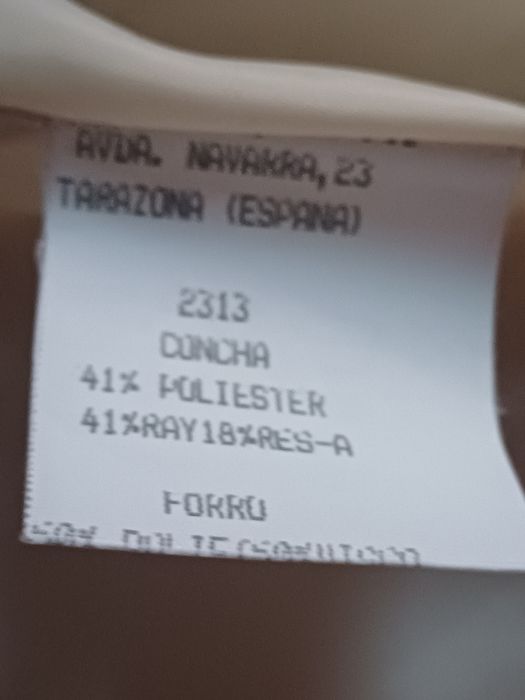 AVDA. NAVARRA, 23
TARAZONA (ESPANA)
2313
CONCHA
41% POLIESTER
41%RAY18%RES-A
FORRO